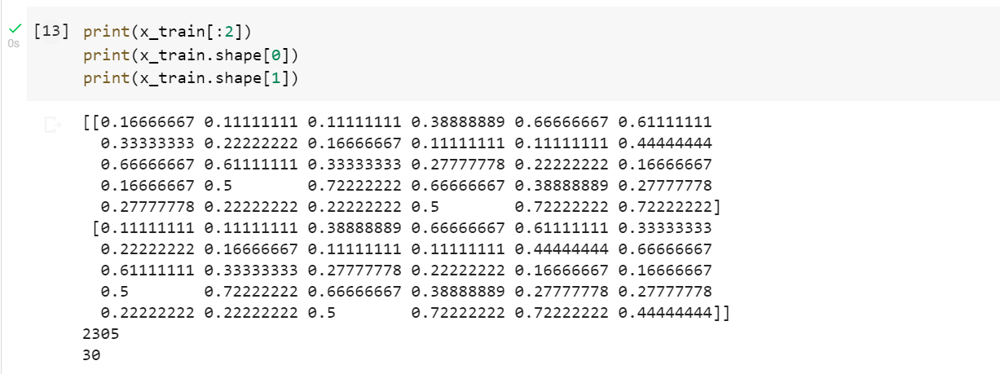 [13] print(x_train[:2])
0s
print(x_train.shape[0])
print(x_train.shape[1])
[[0.16666667 0.11111111 0.11111111 0.38888889 0.66666667 0.61111111
0.33333333 0.22222222 0.16666667 0.11111111 0.11111111 0.44444444
0.66666667 0.61111111 0.33333333 0.27777778 0.22222222 0.16666667
0.16666667 0.5 0.72222222 0.66666667 0.38888889 0.27777778
0.27777778 0.22222222 0.22222222 0.5 0.72222222 0.72222222]
[0.11111111 0.11111111 0.38888889 0.66666667 0.61111111 0.33333333
0.22222222 0.16666667 0.11111111 0.11111111 0.44444444 0.66666667
0.61111111 0.33333333 0.27777778 0.22222222 0.16666667 0.16666667
0.5 0.72222222 0.66666667 0.38888889 0.27777778 0.27777778
0.22222222 0.22222222 0.5 0.72222222 0.72222222 0.44444444]]
2305
30